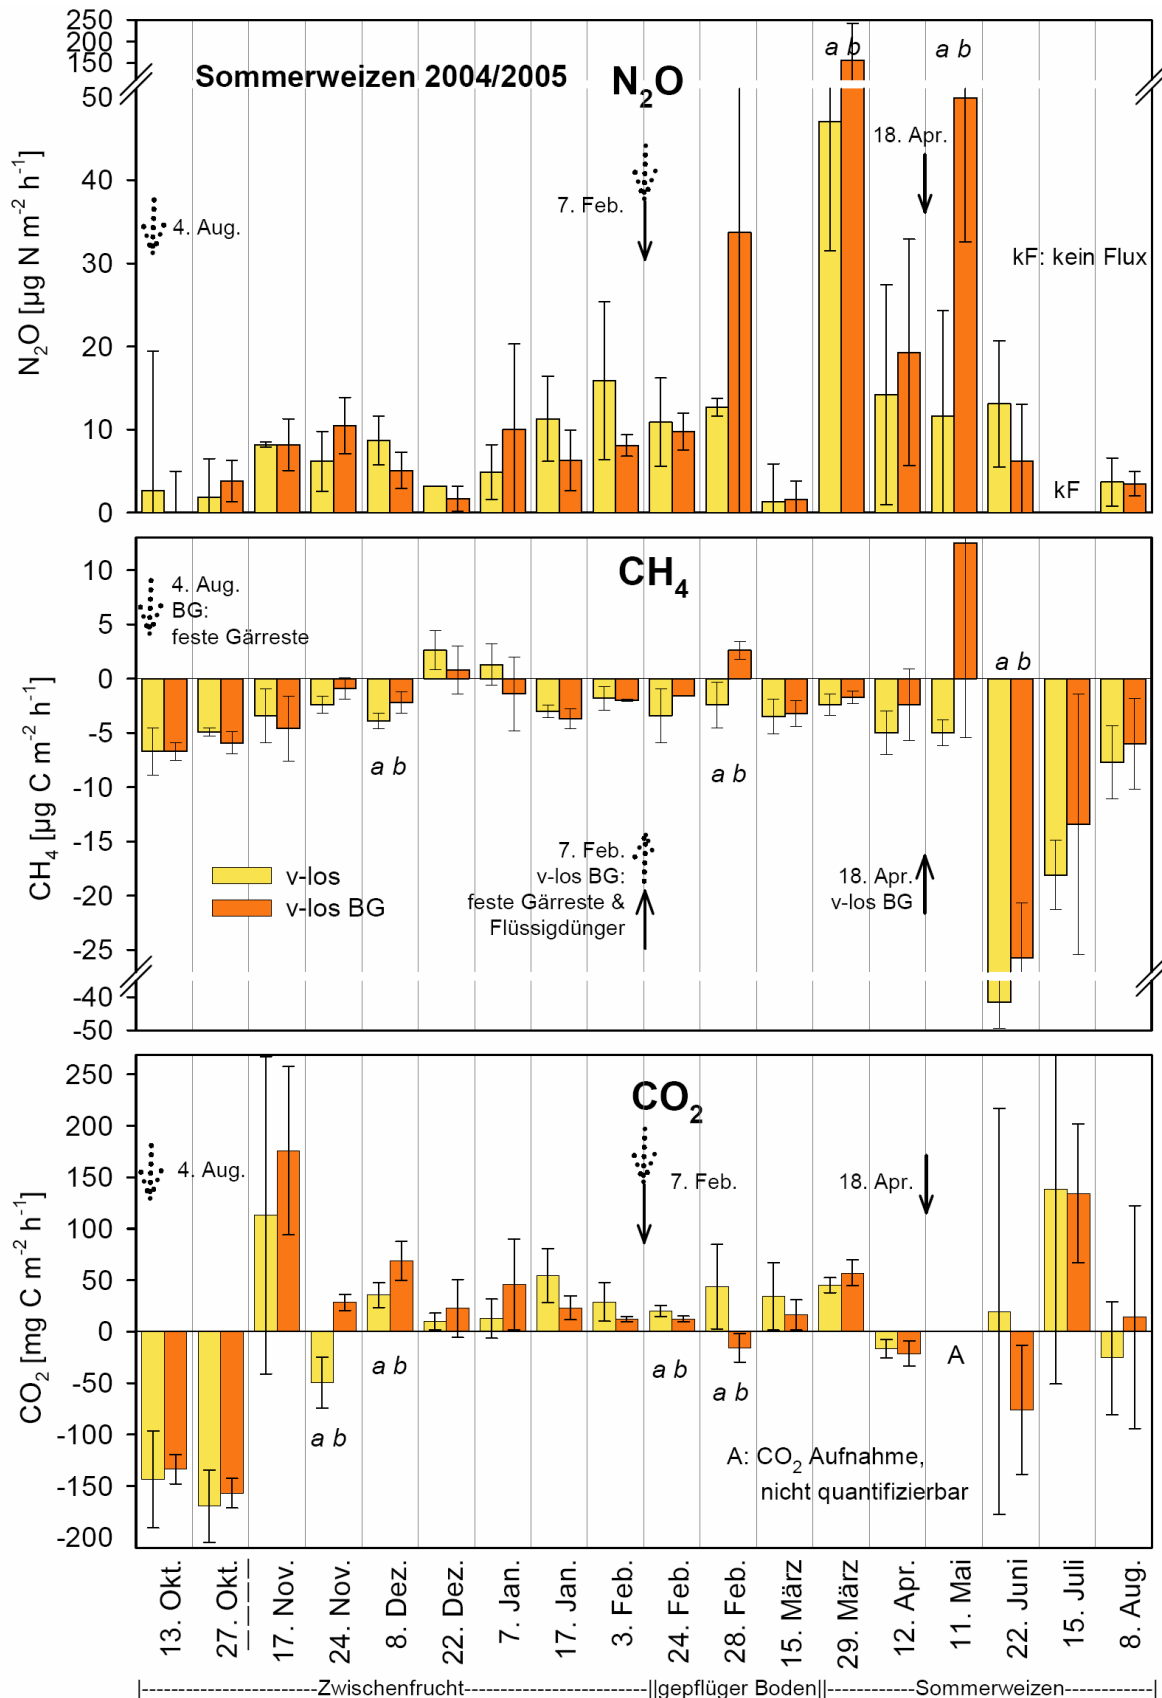 Sommerweizen 2004/2005
N₂O
N₂O [µg N m⁻² h⁻¹]
250
200
150
50
40
30
20
10
0
4. Aug.
7. Feb.
18. Apr.
a b
a b
kF: kein Flux
kF
CH₄
CH₄ [µg C m⁻² h⁻¹]
10
5
0
-5
-10
-15
-20
-25
-40
-50
4. Aug.
BG:
feste Gärreste
a b
a b
a b
v-los
v-los BG
7. Feb.
v-los BG:
feste Gärreste &
Flüssigdünger
18. Apr.
v-los BG
CO₂
CO₂ [mg C m⁻² h⁻¹]
250
200
150
100
50
0
-50
-100
-150
-200
4. Aug.
7. Feb.
18. Apr.
a b
a b
a b
a b
A
A: CO₂ Aufnahme,
nicht quantifizierbar
13. Okt.
27. Okt.
17. Nov.
24. Nov.
8. Dez.
22. Dez.
7. Jan.
17. Jan.
3. Feb.
24. Feb.
28. Feb.
15. März
29. März
12. Apr.
11. Mai
22. Juni
15. Juli
8. Aug.
|----------------------Zwischenfrucht----------------------||gepflüger Boden||-----------Sommerweizen-----------|